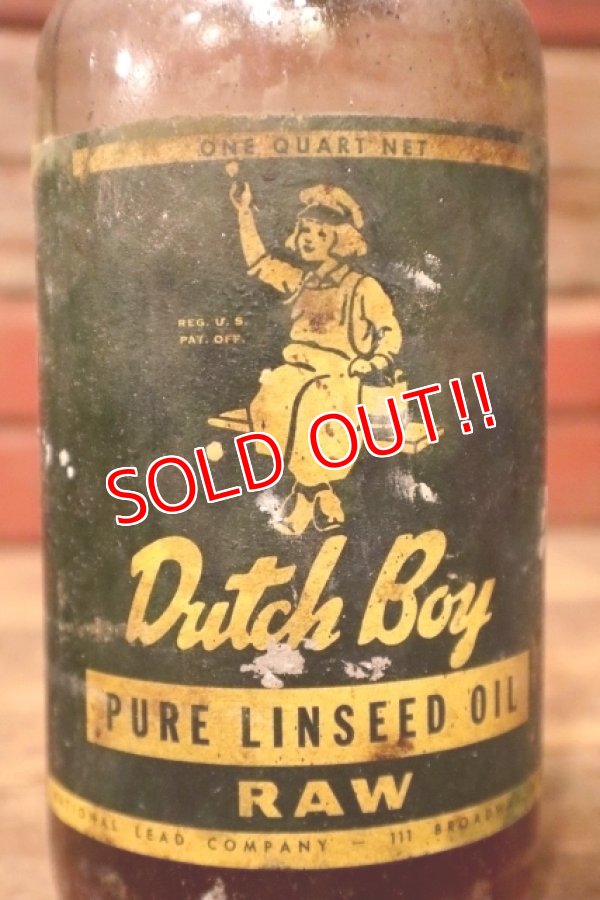 ONE QUART NET
REG. U. S.
PAT. OFF.
SOLD OUT!!
Dutch Boy
PURE LINSEED OIL
RAW
LEAD COMPANY — 111